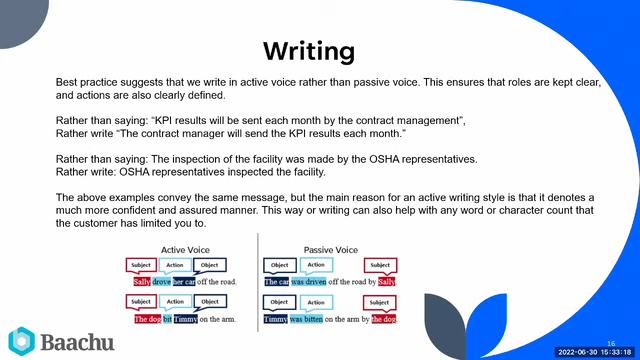 Writing
Best practice suggests that we write in active voice rather than passive voice. This ensures that roles are kept clear,
and actions are also clearly defined.
Rather than saying: “KPI results will be sent each month by the contract management”,
Rather write “The contract manager will send the KPI results each month.”
Rather than saying: The inspection of the facility was made by the OSHA representatives.
Rather write: OSHA representatives inspected the facility.
The above examples convey the same message, but the main reason for an active writing style is that it denotes a
much more confident and assured manner. This way or writing can also help with any word or character count that
the customer has limited you to.
Active Voice
Subject Action Object
Sally drove her car off the road.
Subject Action Object
The dog bit Timmy on the arm.
Passive Voice
Object Action Subject
The car was driven off the road by Sally
Object Action Subject
Timmy was bitten on the arm by the dog
Baachu
16
2022-06-30 15:33:18